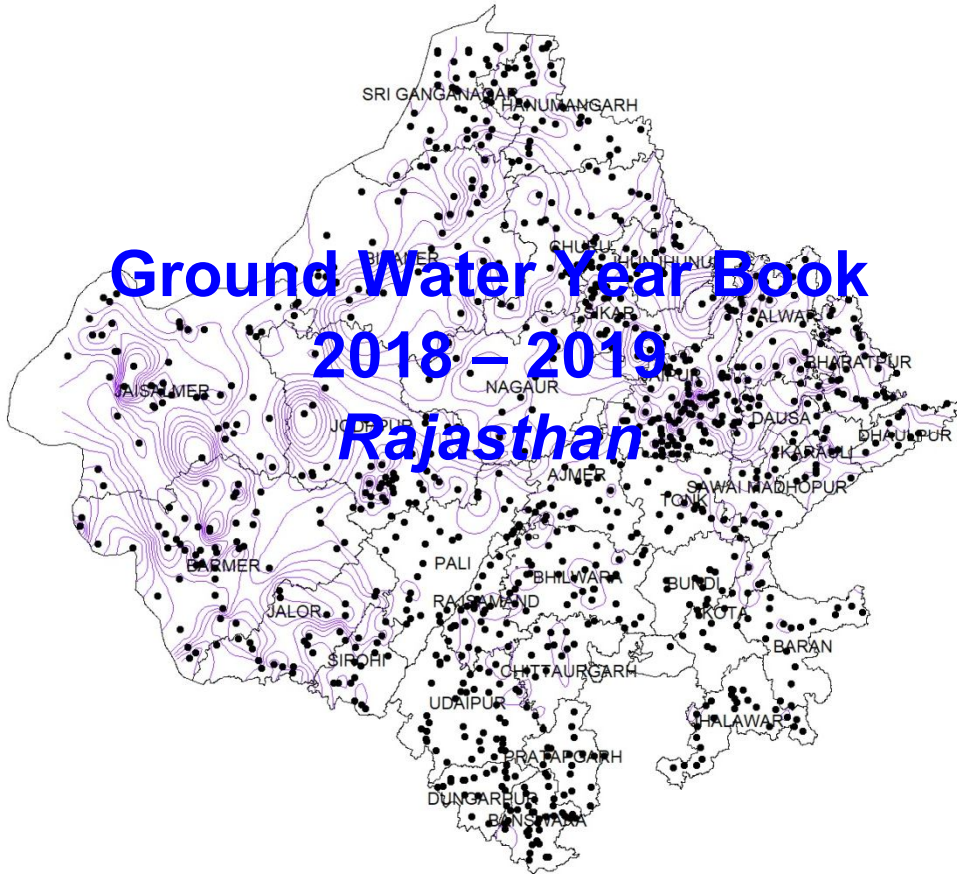 SRI GANGANAGAR
HANUMANGARH
CHURU
BIKANER
JHUNJHUNU
Ground Water Year Book
SIKAR
ALWAR
2018 – 2019
BHARATPUR
JAIPUR
JAISALMER
NAGAUR
DAUSA
JODHPUR
DHAULPUR
Rajasthan
KARAULI
AJMER
SAWAI MADHOPUR
TONK
PALI
BARMER
BHILWARA
BUNDI
RAJSAMAND
JALOR
KOTA
BARAN
SIROHI
CHITTAURGARH
UDAIPUR
JHALAWAR
PRATAPGARH
DUNGARPUR
BANSWARA